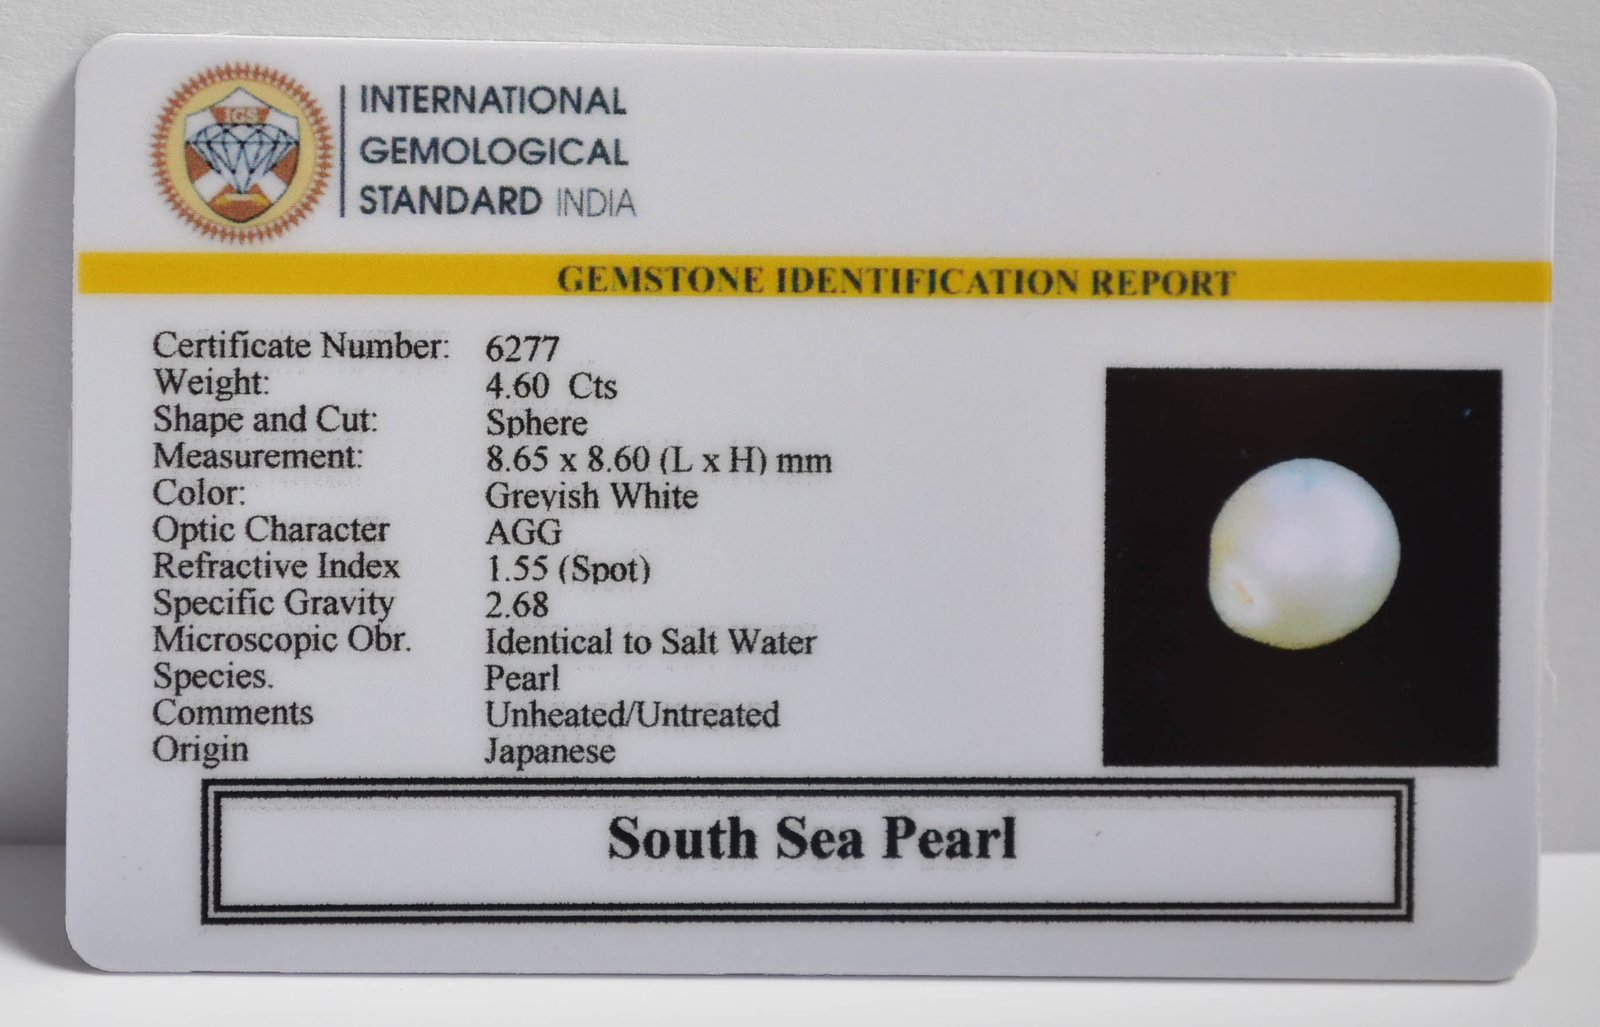 IGS
INTERNATIONAL
GEMOLOGICAL
STANDARD INDIA
GEMSTONE IDENTIFICATION REPORT
Certificate Number: 6277
Weight: 4.60 Cts
Shape and Cut: Sphere
Measurement: 8.65 x 8.60 (L x H) mm
Color: Greyish White
Optic Character AGG
Refractive Index 1.55 (Spot)
Specific Gravity 2.68
Microscopic Obr. Identical to Salt Water
Species. Pearl
Comments Unheated/Untreated
Origin Japanese
South Sea Pearl